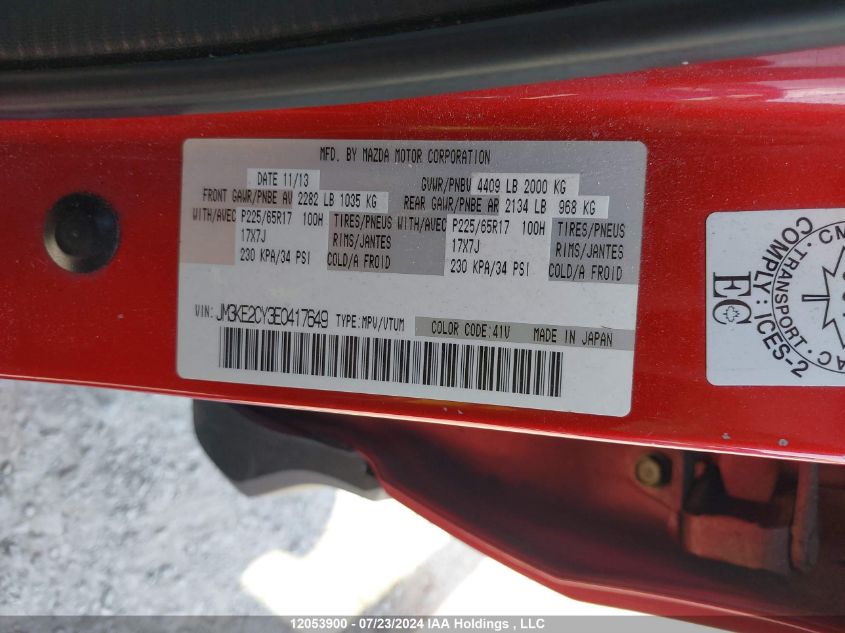 MFD. BY MAZDA MOTOR CORPORATION
DATE 11/13 GVWR/PNBV 4409 LB 2000 KG
FRONT GAWR/PNBE AV 2282 LB 1035 KG REAR GAWR/PNBE AR 2134 LB 968 KG
WITH/AVEC P225/65R17 100H TIRES/PNEUS WITH/AVEC P225/65R17 100H TIRES/PNEUS
17X7J RIMS/JANTES 17X7J RIMS/JANTES
230 KPA/34 PSI COLD/A FROID 230 KPA/34 PSI COLD/A FROID
VIN: JM3KE2CY3E0417649 TYPE:MPV/VTUM COLOR CODE:41V MADE IN JAPAN
EC
COMPLY: ICES-2
TRANSPORT
12053900 - 07/23/2024 IAA Holdings , LLC